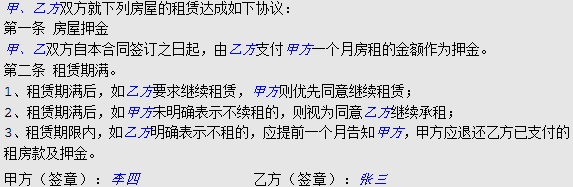 甲、乙方双方就下列房屋的租赁达成如下协议：
第一条 房屋押金
甲、乙双方自本合同签订之日起，由乙方支付甲方一个月房租的金额作为押金。
第二条 租赁期满。
1、租赁期满后，如乙方要求继续租赁，甲方则优先同意继续租赁；
2、租赁期满后，如甲方未明确表示不续租的，则视为同意乙方继续承租；
3、租赁期限内，如乙方明确表示不租的，应提前一个月告知甲方，甲方应退还乙方已支付的
租房款及押金。
甲方（签章）：李四 乙方（签章）：张三